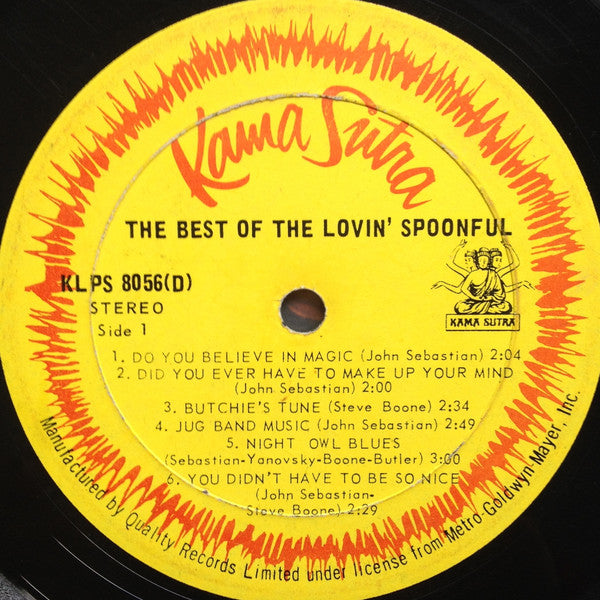 Kama Sutra
THE BEST OF THE LOVIN' SPOONFUL
KLPS 8056(D)
STEREO
Side 1
KAMA SUTRA
1. DO YOU BELIEVE IN MAGIC (John Sebastian) 2:04
2. DID YOU EVER HAVE TO MAKE UP YOUR MIND
(John Sebastian) 2:00
3. BUTCHIE'S TUNE (Steve Boone) 2:34
4. JUG BAND MUSIC (John Sebastian) 2:49
5. NIGHT OWL BLUES
(Sebastian-Yanovsky-Boone-Butler) 3:00
6. YOU DIDN'T HAVE TO BE SO NICE
(John Sebastian-
Steve Boone) 2:29
Manufactured by Quality Records Limited under license from Metro-Goldwyn-Mayer, Inc.